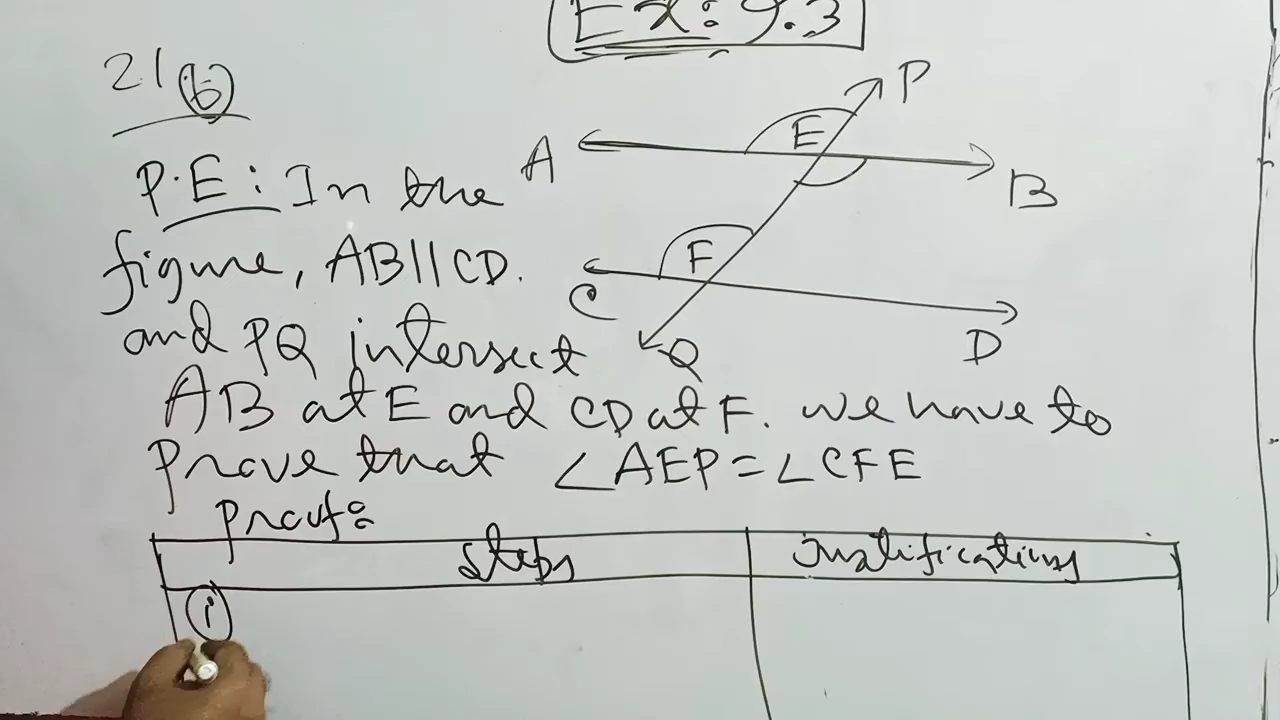 Ex: 9.3
21 (b)
P.E: In the
figure, AB||CD.
and PQ intersect
AB at E and CD at F. we have to
Prove that ∠AEP=∠CFE
Proof:
Steps Justifications
(i)
A
B
C
D
E
F
P
Q